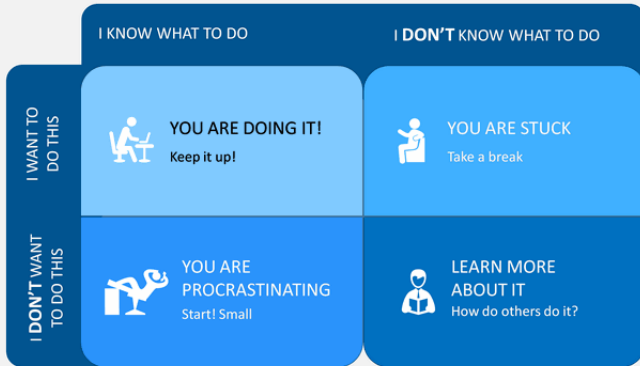 I KNOW WHAT TO DO
I DON'T KNOW WHAT TO DO
I WANT TO
DO THIS
YOU ARE DOING IT!
Keep it up!
YOU ARE STUCK
Take a break
I DON'T WANT
TO DO THIS
YOU ARE
PROCRASTINATING
Start! Small
LEARN MORE
ABOUT IT
How do others do it?